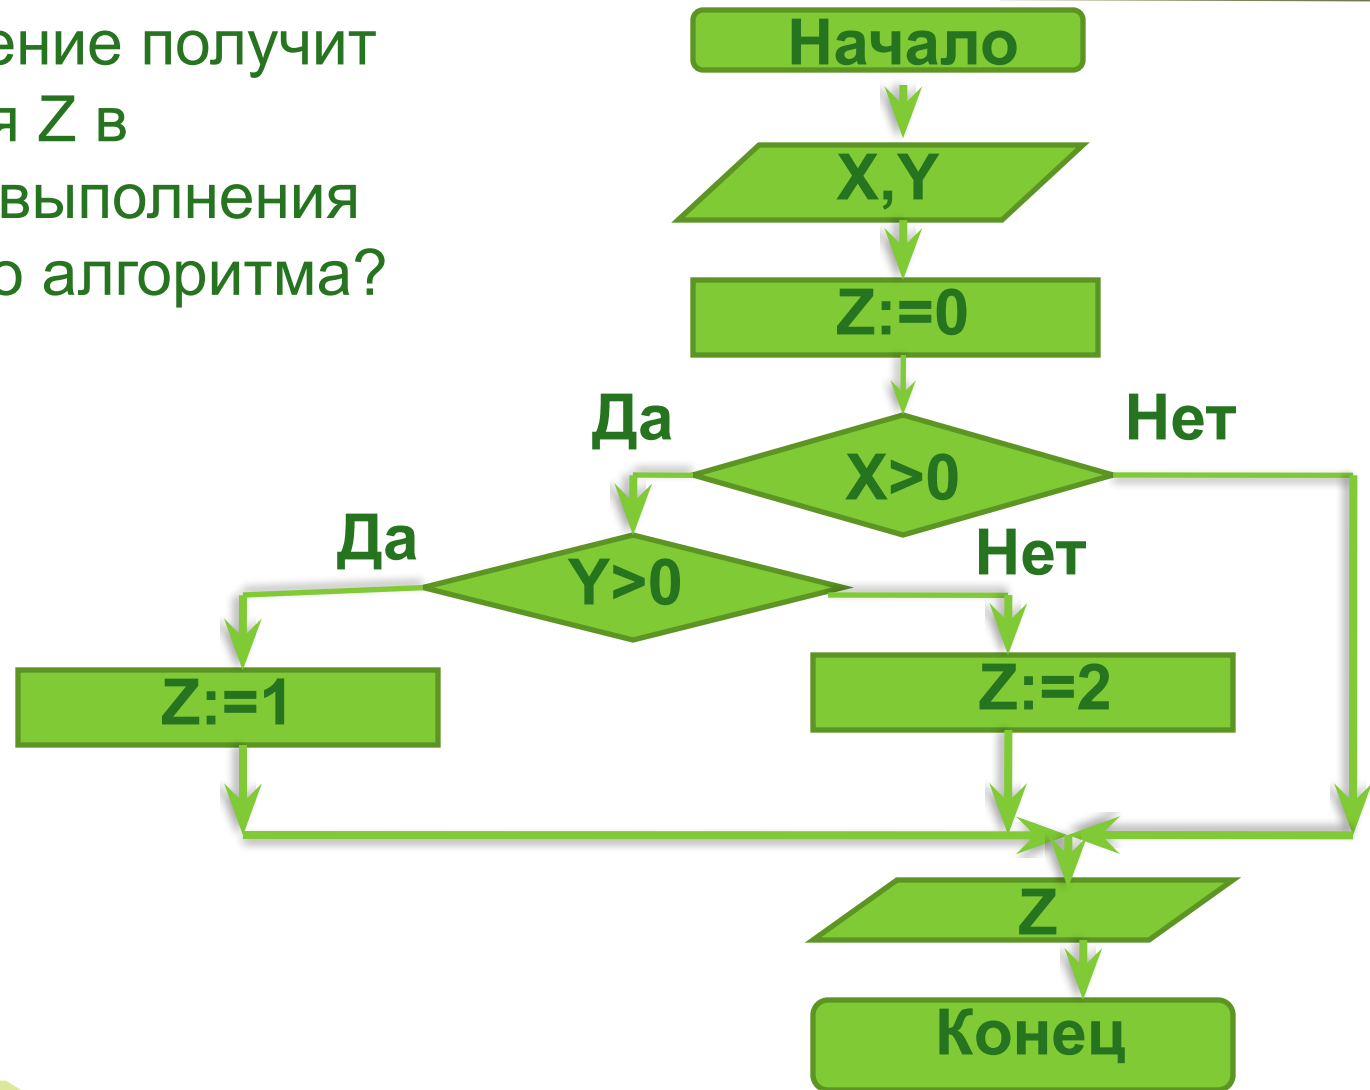 ение получит
я Z в
выполнения
о алгоритма?
Начало
X,Y
Z:=0
Да
Нет
X>0
Да
Нет
Y>0
Z:=1
Z:=2
Z
Конец